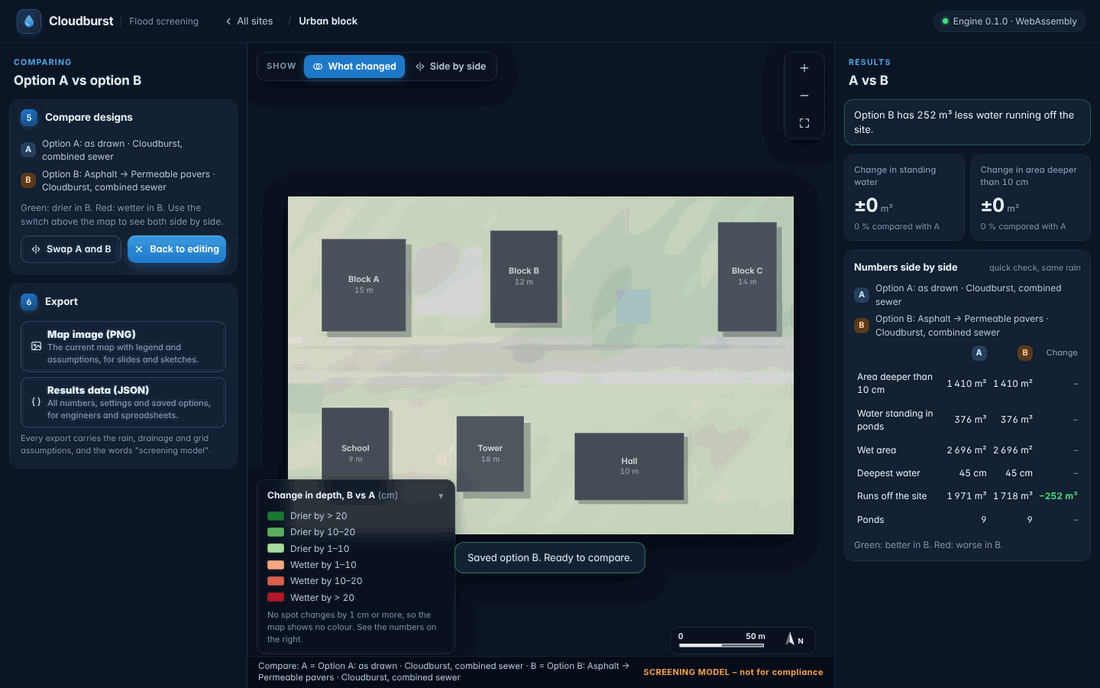 Cloudburst
Flood screening
All sites
/
Urban block
Engine 0.1.0 · WebAssembly
COMPARING
Option A vs option B
5
Compare designs
A
Option A: as drawn · Cloudburst,
combined sewer
B
Option B: Asphalt → Permeable pavers ·
Cloudburst, combined sewer
Green: drier in B. Red: wetter in B. Use the
switch above the map to see both side by side.
Swap A and B
Back to editing
6
Export
Map image (PNG)
The current map with legend and
assumptions, for slides and sketches.
Results data (JSON)
All numbers, settings and saved options,
for engineers and spreadsheets.
Every export carries the rain, drainage and grid
assumptions, and the words "screening model".
SHOW
What changed
Side by side
Block A
15 m
Block B
12 m
Block C
14 m
School
9 m
Tower
18 m
Hall
10 m
Change in depth, B vs A (cm)
Drier by > 20
Drier by 10–20
Drier by 1–10
Wetter by 1–10
Wetter by 10–20
Wetter by > 20
No spot changes by 1 cm or more, so the
map shows no colour. See the numbers on
the right.
Saved option B. Ready to compare.
0 50 m
N
Compare: A = Option A: as drawn · Cloudburst, combined sewer · B = Option B: Asphalt →
Permeable pavers · Cloudburst, combined sewer
SCREENING MODEL – not for compliance
RESULTS
A vs B
Option B has 252 m³ less water running off the
site.
Change in standing
water
±0 m³
0 % compared with A
Change in area deeper
than 10 cm
±0 m²
0 % compared with A
Numbers side by side
quick check, same rain
A
Option A: as drawn · Cloudburst, combined
sewer
B
Option B: Asphalt → Permeable pavers ·
Cloudburst, combined sewer
A B Change
Area deeper than
10 cm
1 410 m² 1 410 m² –
Water standing in
ponds
376 m³ 376 m³ –
Wet area 2 696 m² 2 696 m² –
Deepest water 45 cm 45 cm –
Runs off the site 1 971 m³ 1 718 m³ −252 m³
Ponds 9 9 –
Green: better in B. Red: worse in B.